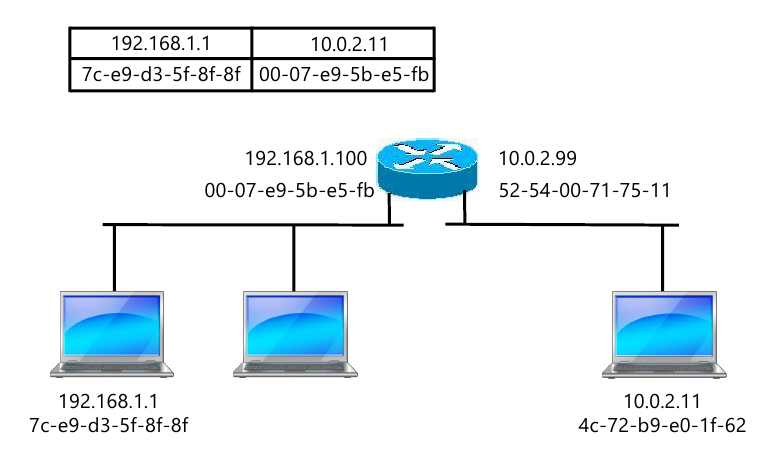 192.168.1.1 10.0.2.11
7c-e9-d3-5f-8f-8f 00-07-e9-5b-e5-fb
192.168.1.100 10.0.2.99
00-07-e9-5b-e5-fb 52-54-00-71-75-11
192.168.1.1
7c-e9-d3-5f-8f-8f
10.0.2.11
4c-72-b9-e0-1f-62